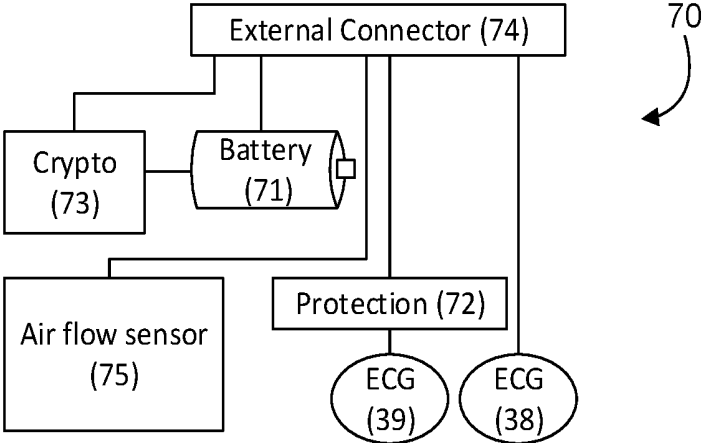 External Connector (74)
70
Crypto
(73)
Battery
(71)
Air flow sensor
(75)
Protection (72)
ECG
(39)
ECG
(38)